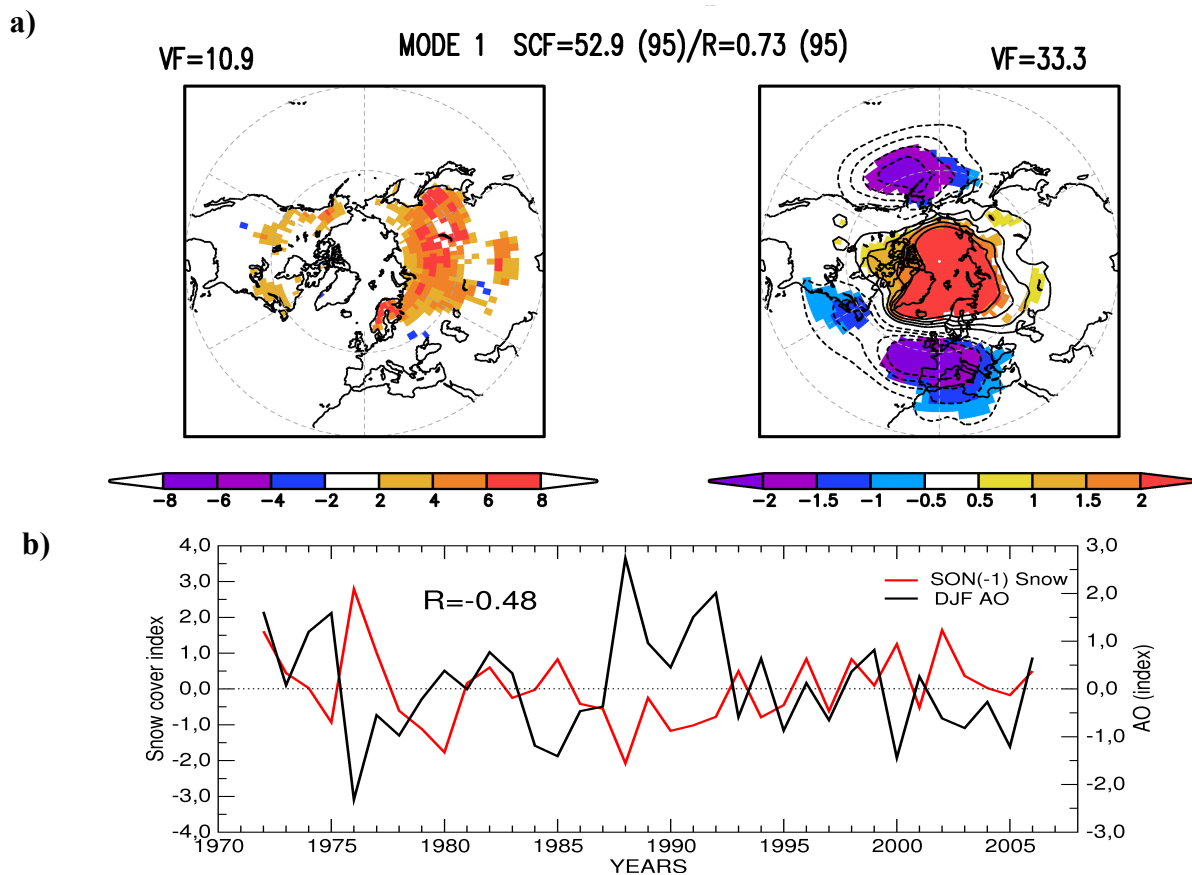 a)
MODE 1 SCF=52.9 (95)/R=0.73 (95)
VF=10.9
VF=33.3
-8 -6 -4 -2 2 4 6 8
-2 -1.5 -1 -0.5 0.5 1 1.5 2
b)
4,0
3,0
2,0
1,0
0,0
-1,0
-2,0
-3,0
-4,0
Snow cover index
R=-0.48
SON(-1) Snow
DJF AO
3,0
2,0
1,0
0,0
-1,0
-2,0
-3,0
AO (index)
1970 1975 1980 1985 1990 1995 2000 2005
YEARS